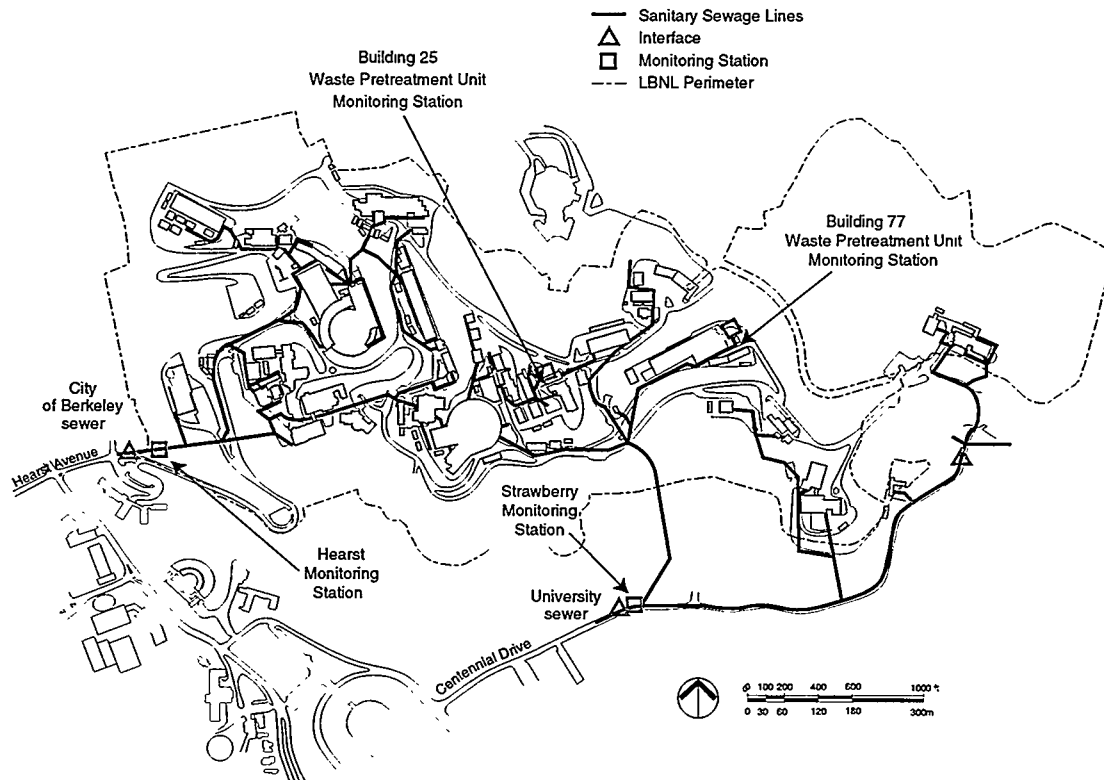 Sanitary Sewage Lines
Interface
Monitoring Station
LBNL Perimeter
Building 25
Waste Pretreatment Unit
Monitoring Station
Building 77
Waste Pretreatment Unit
Monitoring Station
City
of Berkeley
sewer
Hearst Avenue
Strawberry
Monitoring
Station
Hearst
Monitoring
Station
University
sewer
Centennial Drive
0 100 200 400 600 1000 ft
0 30 60 120 180 300m